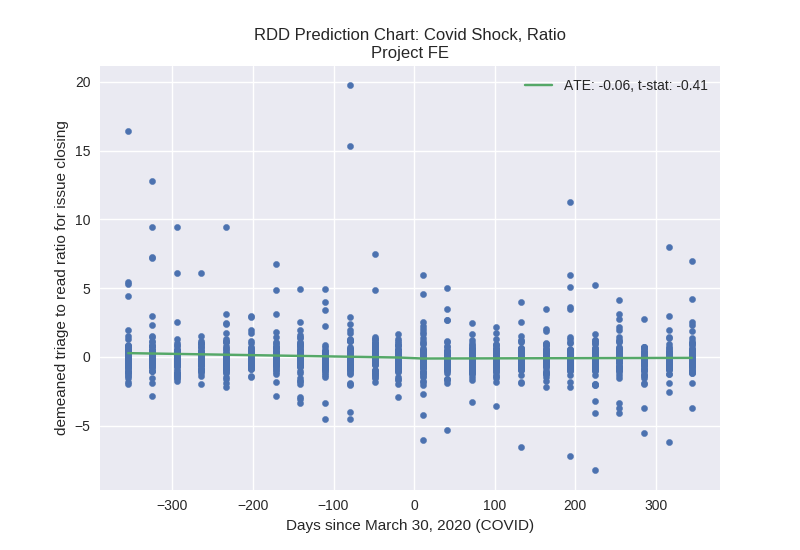 RDD Prediction Chart: Covid Shock, Ratio
Project FE
ATE: -0.06, t-stat: -0.41
demeaned triage to read ratio for issue closing
20
15
10
5
0
−5
−300
−200
−100
0
100
200
300
Days since March 30, 2020 (COVID)